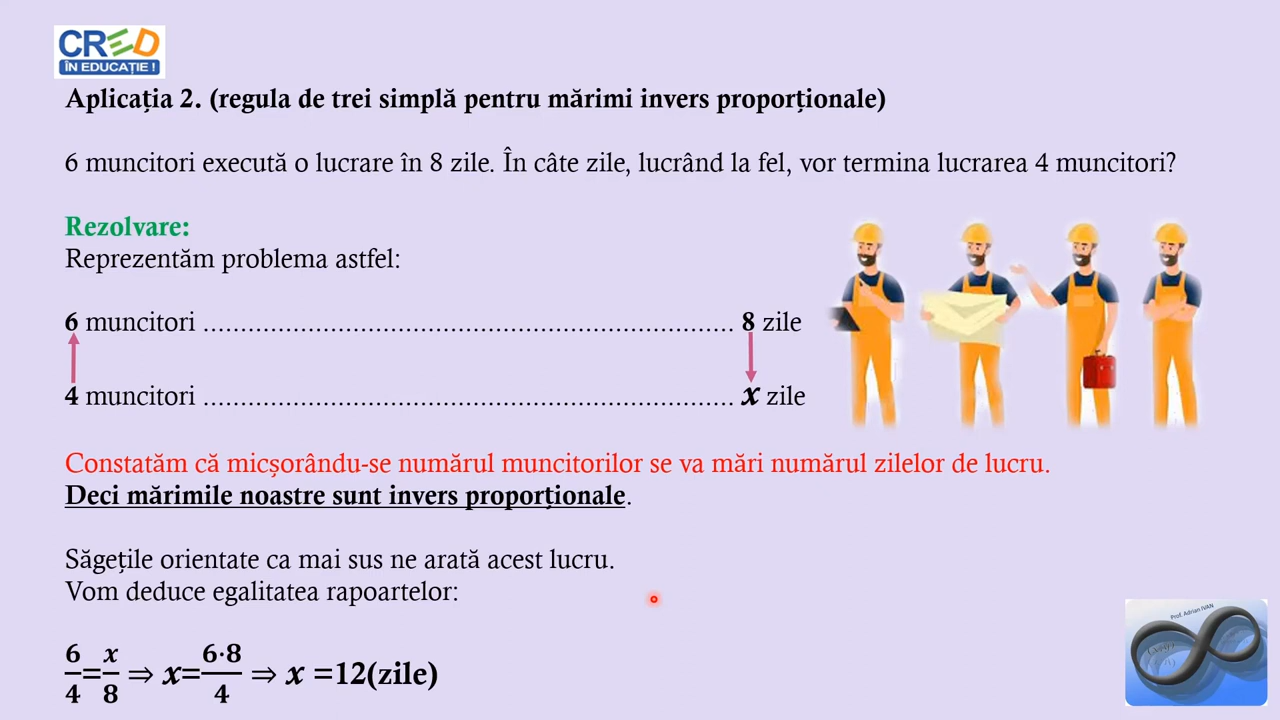 CRED
ÎN EDUCAȚIE !
Aplicația 2. (regula de trei simplă pentru mărimi invers proporționale)
6 muncitori execută o lucrare în 8 zile. În câte zile, lucrând la fel, vor termina lucrarea 4 muncitori?
Rezolvare:
Reprezentăm problema astfel:
6 muncitori ........................................................................ 8 zile
4 muncitori ........................................................................ x zile
Constatăm că micșorându-se numărul muncitorilor se va mări numărul zilelor de lucru.
Deci mărimile noastre sunt invers proporționale.
Săgețile orientate ca mai sus ne arată acest lucru.
Vom deduce egalitatea rapoartelor:
6/4=x/8 ⇒ x=6·8/4 ⇒ x =12(zile)
Prof. Adrian IVAN